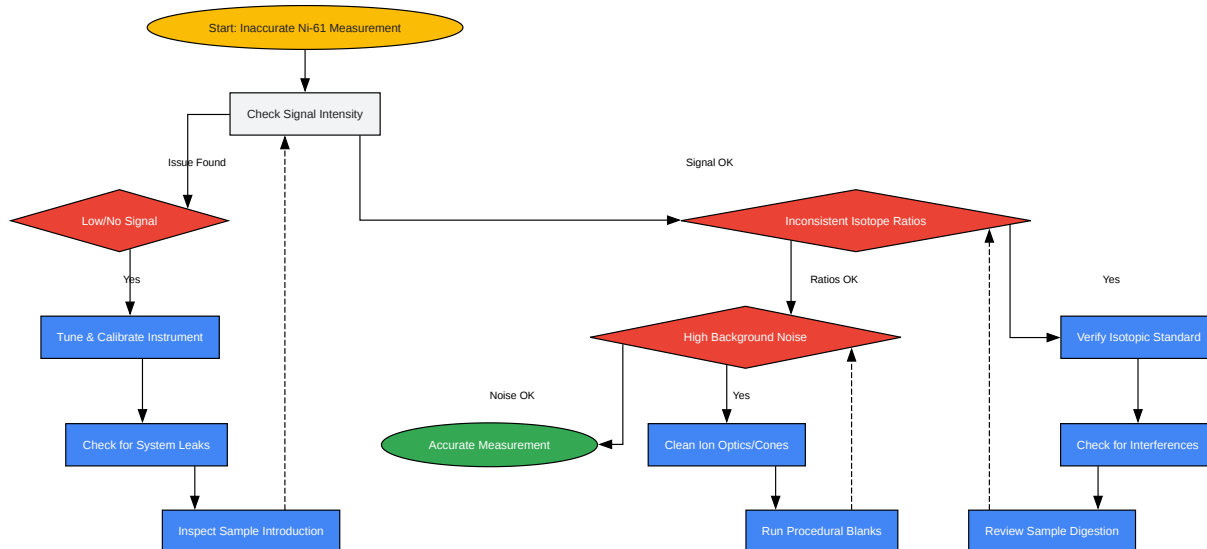 Start: Inaccurate Ni-61 Measurement
Check Signal Intensity
Issue Found
Signal OK
Low/No Signal
Inconsistent Isotope Ratios
Yes
Ratios OK
Yes
Tune & Calibrate Instrument
High Background Noise
Verify Isotopic Standard
Noise OK
Yes
Check for System Leaks
Accurate Measurement
Clean Ion Optics/Cones
Check for Interferences
Inspect Sample Introduction
Run Procedural Blanks
Review Sample Digestion